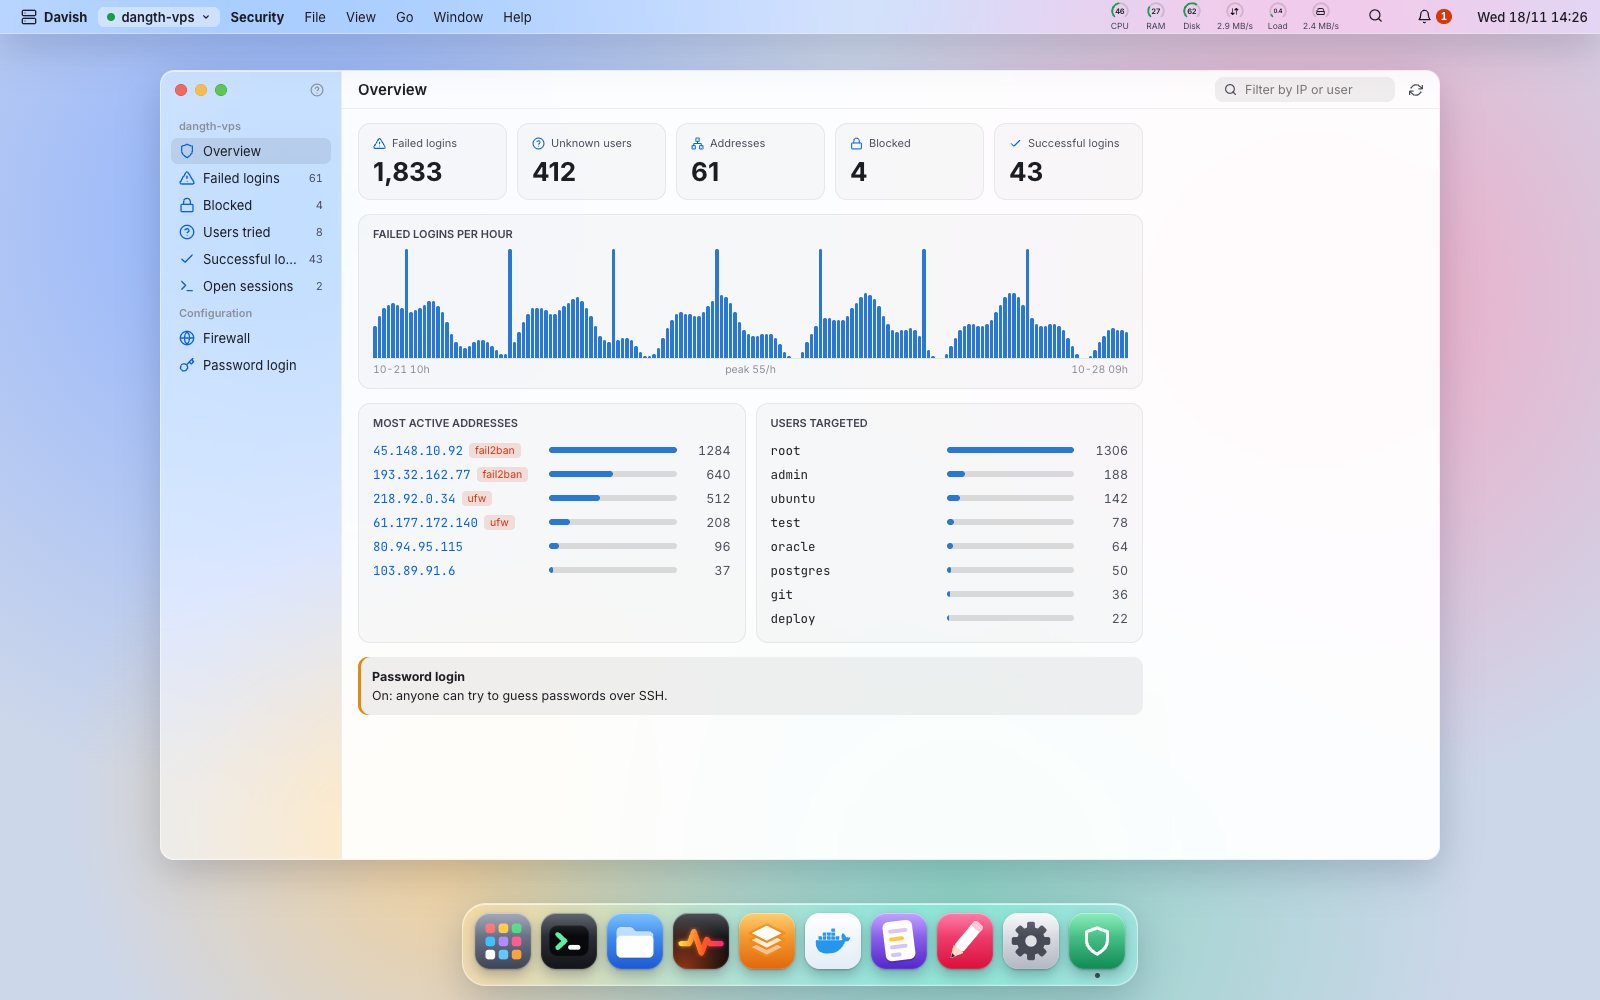 Davish dangth-vps Security File View Go Window Help
46 CPU 27 RAM 62 Disk 2.9 MB/s 0.4 Load 2.4 MB/s 1 Wed 18/11 14:26
Overview
Filter by IP or user
dangth-vps
Overview
Failed logins 61
Blocked 4
Users tried 8
Successful lo... 43
Open sessions 2
Configuration
Firewall
Password login
Failed logins
1,833
Unknown users
412
Addresses
61
Blocked
4
Successful logins
43
FAILED LOGINS PER HOUR
10-21 10h peak 55/h 10-28 09h
MOST ACTIVE ADDRESSES
45.148.10.92 fail2ban 1284
193.32.162.77 fail2ban 640
218.92.0.34 ufw 512
61.177.172.140 ufw 208
80.94.95.115 96
103.89.91.6 37
USERS TARGETED
root 1306
admin 188
ubuntu 142
test 78
oracle 64
postgres 50
git 36
deploy 22
Password login
On: anyone can try to guess passwords over SSH.